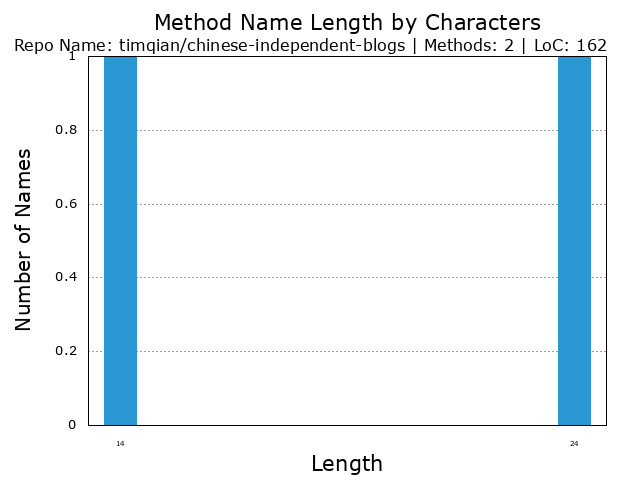 Method Name Length by Characters
Repo Name: timqian/chinese-independent-blogs | Methods: 2 | LoC: 162
1
0.8
0.6
0.4
0.2
0
Number of Names
14
24
Length